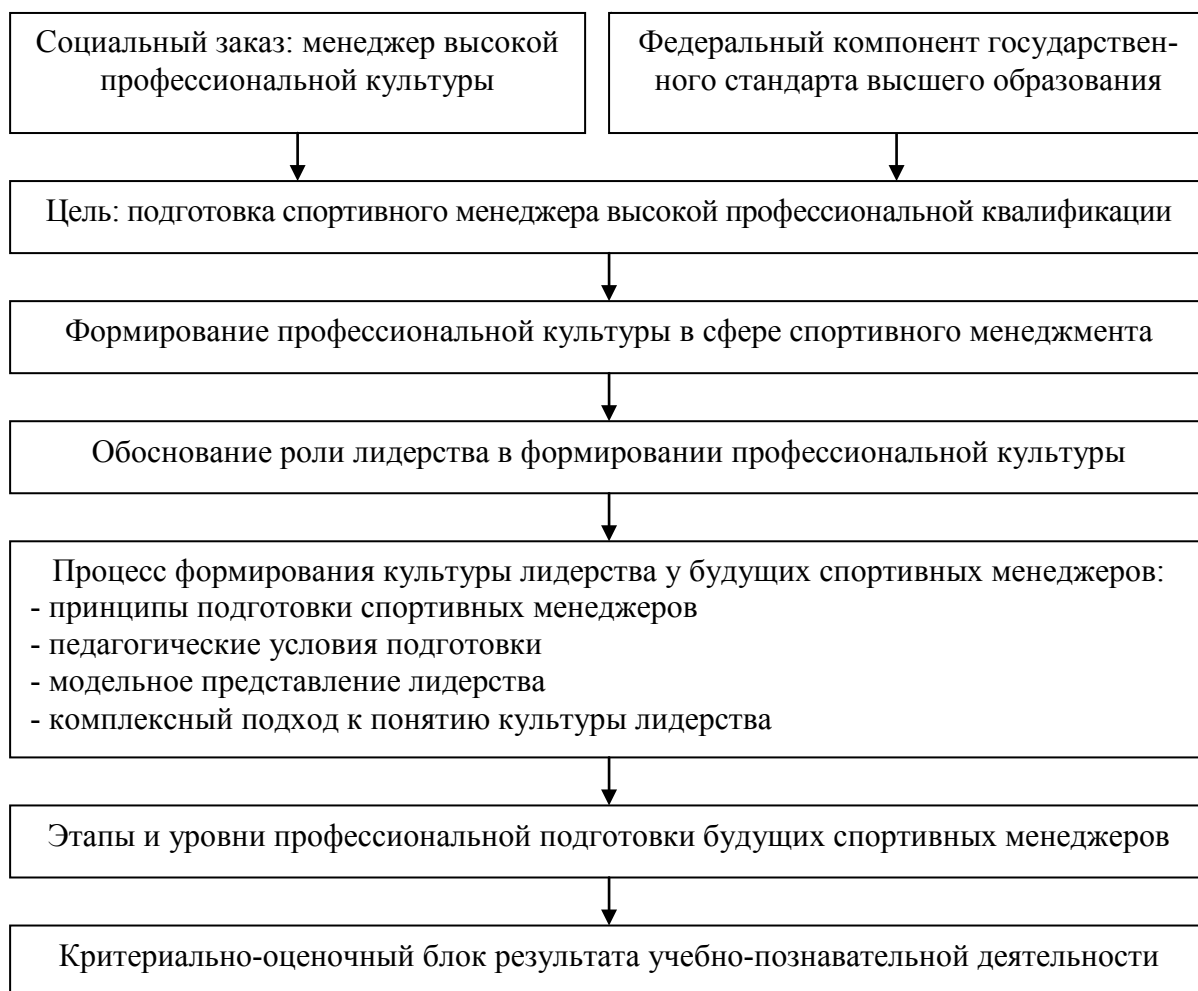 Социальный заказ: менеджер высокой
профессиональной культуры
Федеральный компонент государствен-
ного стандарта высшего образования
Цель: подготовка спортивного менеджера высокой профессиональной квалификации
Формирование профессиональной культуры в сфере спортивного менеджмента
Обоснование роли лидерства в формировании профессиональной культуры
Процесс формирования культуры лидерства у будущих спортивных менеджеров:
- принципы подготовки спортивных менеджеров
- педагогические условия подготовки
- модельное представление лидерства
- комплексный подход к понятию культуры лидерства
Этапы и уровни профессиональной подготовки будущих спортивных менеджеров
Критериально-оценочный блок результата учебно-познавательной деятельности